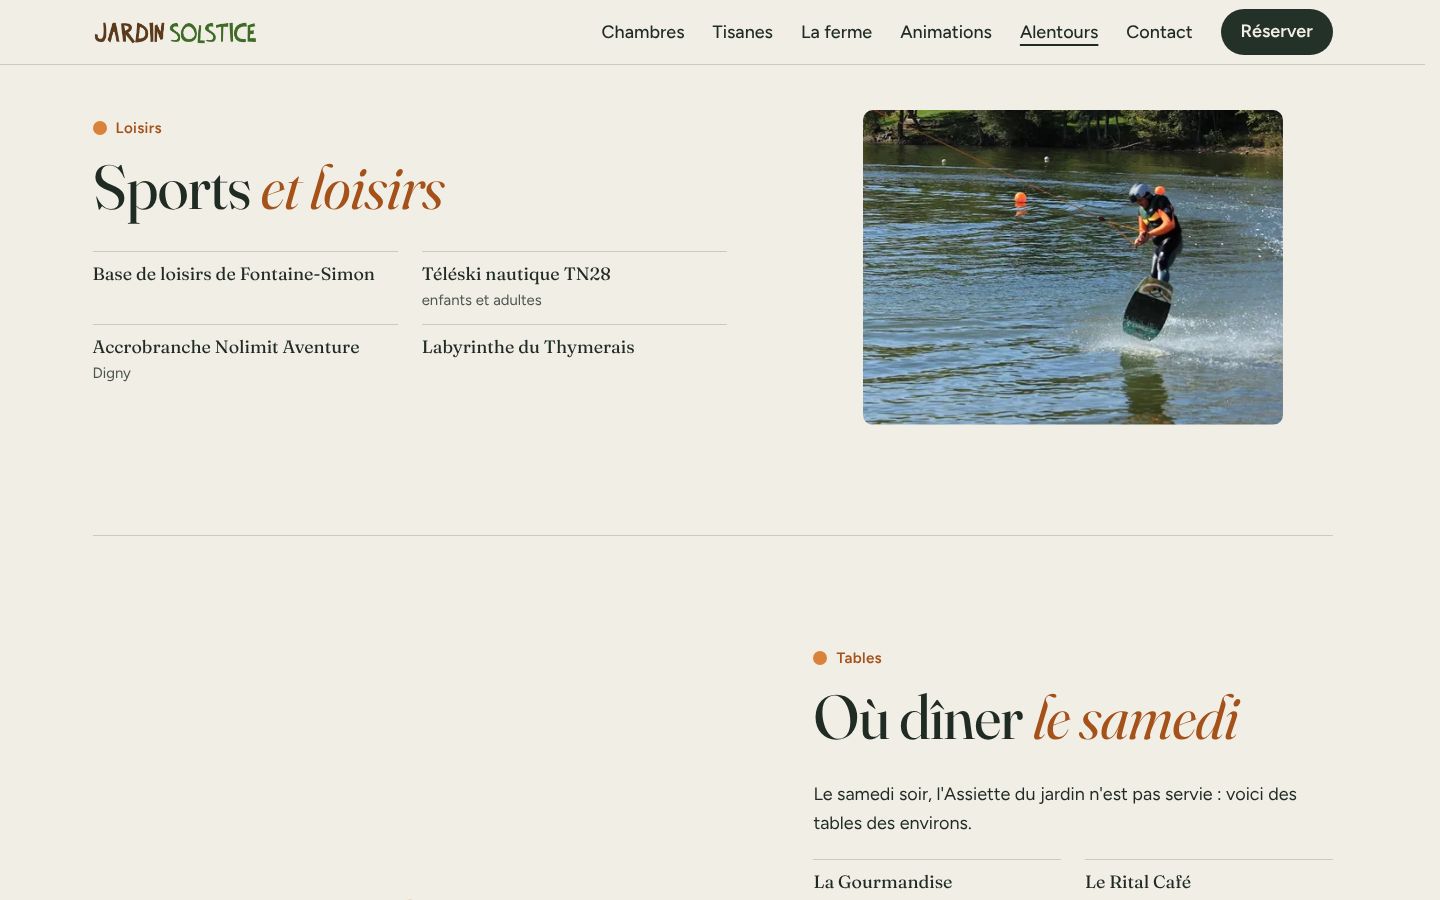 JARDIN SOLSTICE
Chambres
Tisanes
La ferme
Animations
Alentours
Contact
Réserver
Loisirs
Sports et loisirs
Base de loisirs de Fontaine-Simon
Téléski nautique TN28
enfants et adultes
Accrobranche Nolimit Aventure
Digny
Labyrinthe du Thymerais
Tables
Où dîner le samedi
Le samedi soir, l'Assiette du jardin n'est pas servie : voici des
tables des environs.
La Gourmandise
Le Rital Café